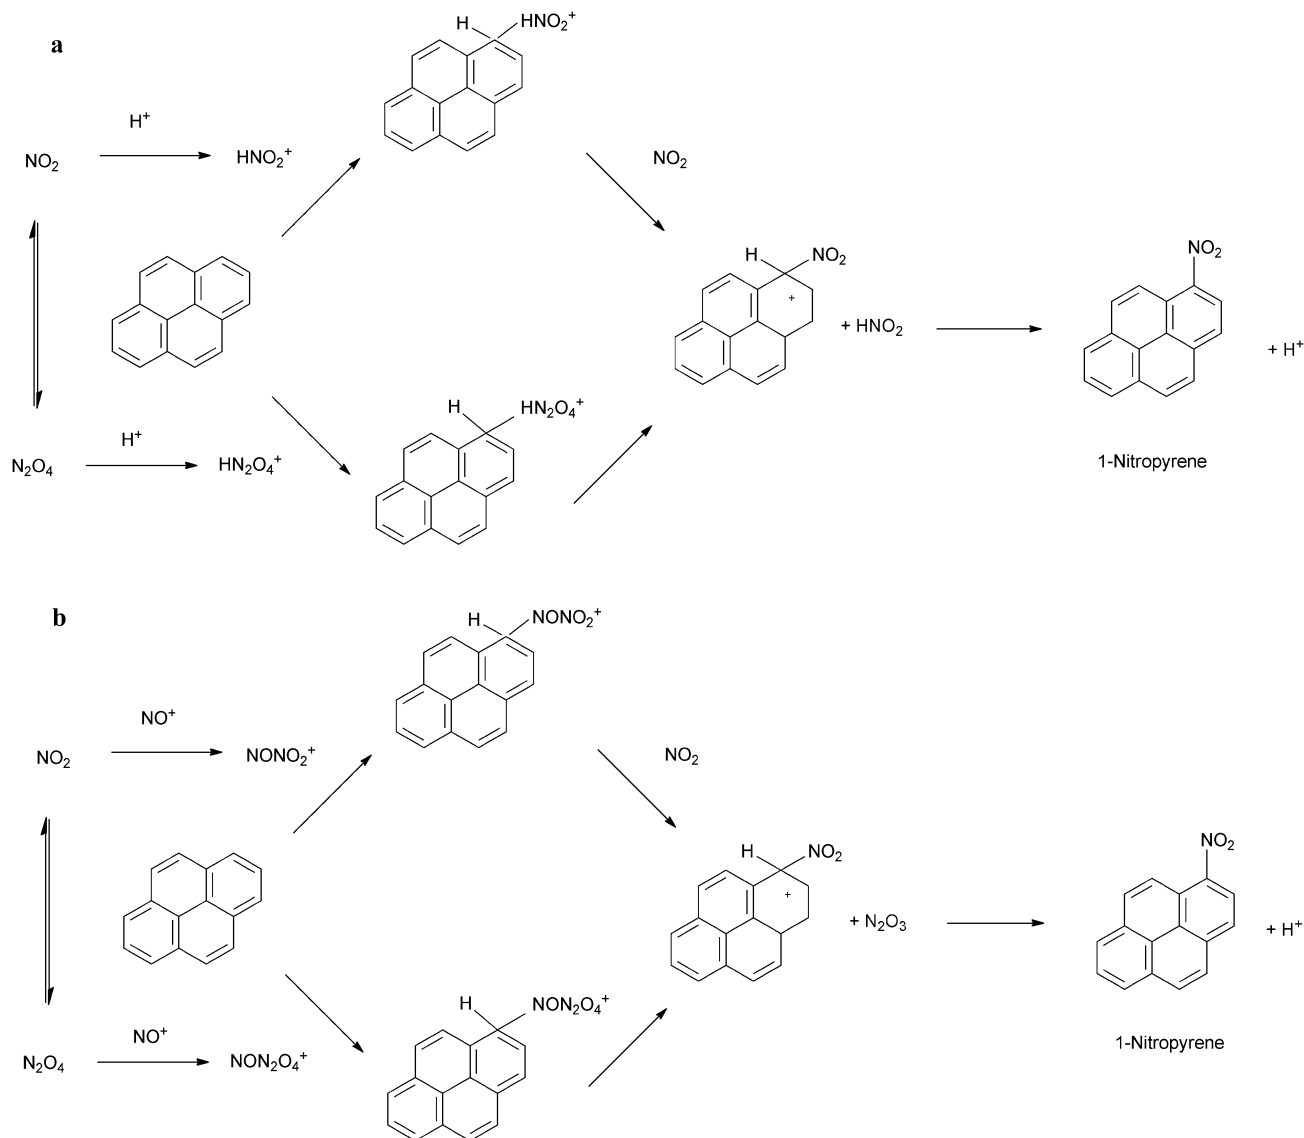 a
H HNO₂⁺
H⁺
NO₂ HNO₂⁺ NO₂
H NO₂ NO₂
+
+ HNO₂ + H⁺
H HN₂O₄⁺
H⁺
N₂O₄ HN₂O₄⁺ 1-Nitropyrene
b
H NONO₂⁺
NO⁺
NO₂ NONO₂⁺ NO₂
H NO₂ NO₂
+
+ N₂O₃ + H⁺
H NON₂O₄⁺
NO⁺
N₂O₄ NON₂O₄⁺ 1-Nitropyrene